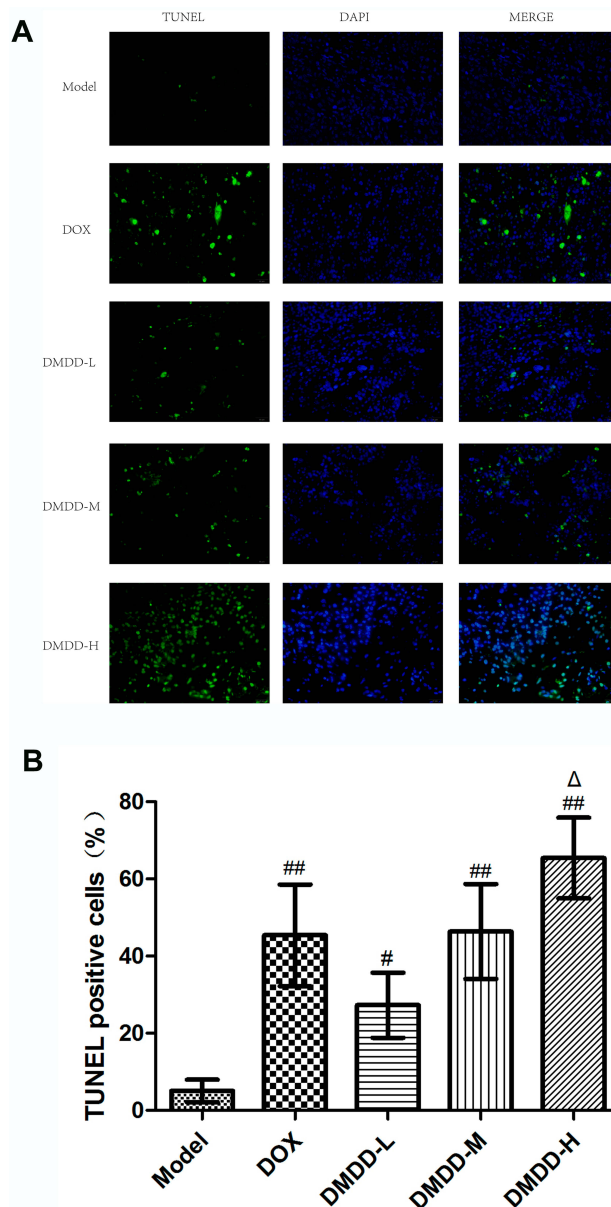 A
TUNEL DAPI MERGE
Model
DOX
DMDD-L
DMDD-M
DMDD-H
B
TUNEL positive cells (%)
80
60
40
20
0
##
#
##
Δ
##
Model
DOX
DMDD-L
DMDD-M
DMDD-H